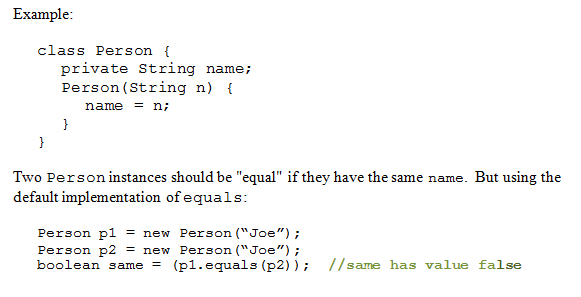 Example:
class Person {
private String name;
Person(String n) {
name = n;
}
}
Two Person instances should be "equal" if they have the same name. But using the
default implementation of equals:
Person p1 = new Person(“Joe”);
Person p2 = new Person(“Joe”);
boolean same = (p1.equals(p2)); //same has value false